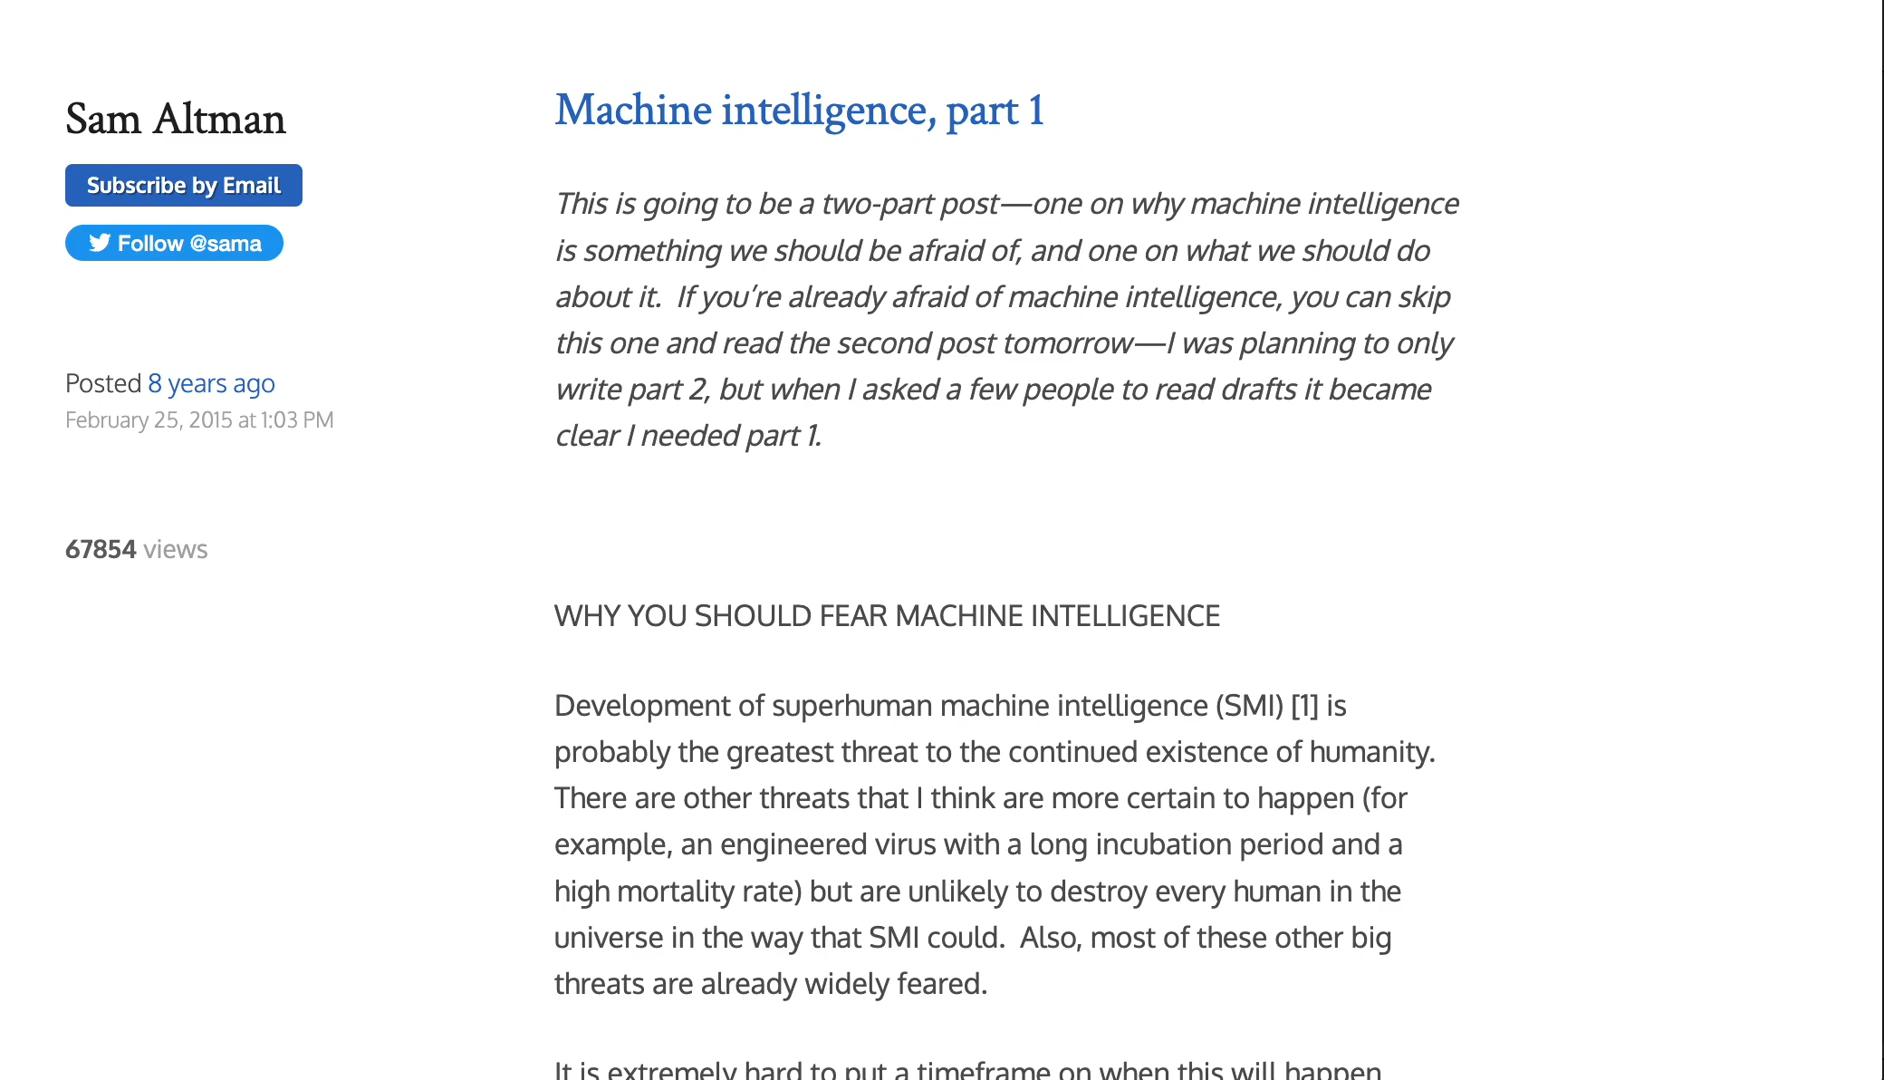 Sam Altman
Subscribe by Email
Follow @sama
Posted 8 years ago
February 25, 2015 at 1:03 PM
67854 views
Machine intelligence, part 1
This is going to be a two-part post—one on why machine intelligence
is something we should be afraid of, and one on what we should do
about it.  If you’re already afraid of machine intelligence, you can skip
this one and read the second post tomorrow—I was planning to only
write part 2, but when I asked a few people to read drafts it became
clear I needed part 1.
WHY YOU SHOULD FEAR MACHINE INTELLIGENCE
Development of superhuman machine intelligence (SMI) [1] is
probably the greatest threat to the continued existence of humanity.
There are other threats that I think are more certain to happen (for
example, an engineered virus with a long incubation period and a
high mortality rate) but are unlikely to destroy every human in the
universe in the way that SMI could.  Also, most of these other big
threats are already widely feared.
It is extremely hard to put a timeframe on when this will happen